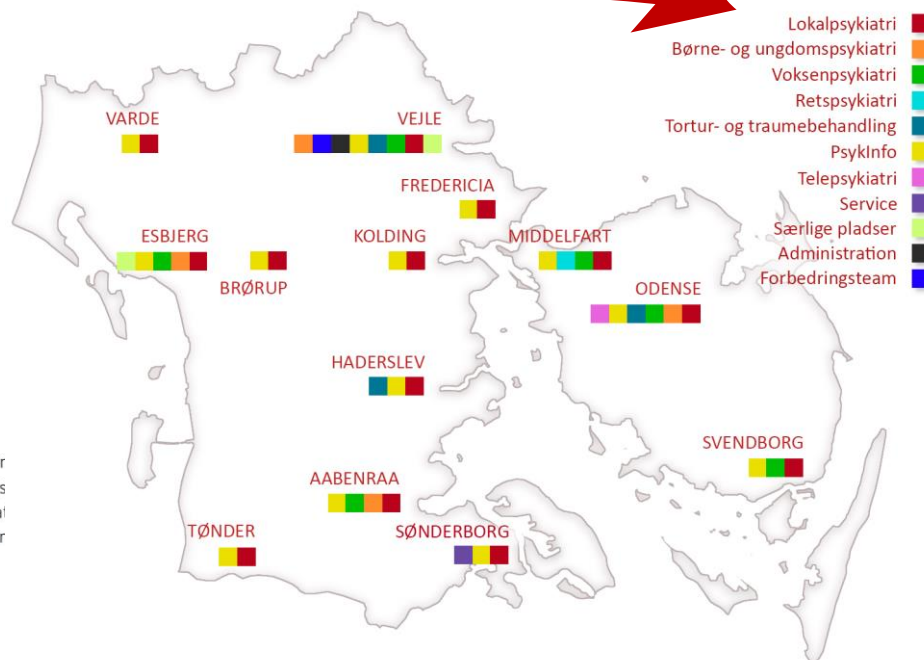 Lokalpsykiatri
Børne- og ungdomspsykiatri
Voksenpsykiatri
Retspsykiatri
Tortur- og traumebehandling
PsykInfo
Telepsykiatri
Service
Særlige pladser
Administration
Forbedringsteam
VARDE
VEJLE
FREDERICIA
ESBJERG
KOLDING
MIDDELFART
BRØRUP
ODENSE
HADERSLEV
SVENDBORG
AABENRAA
TØNDER
SØNDERBORG